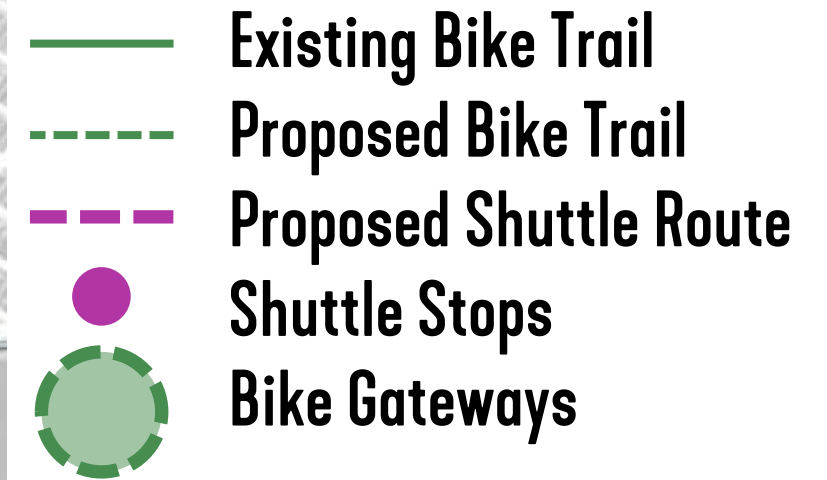 Existing Bike Trail
Proposed Bike Trail
Proposed Shuttle Route
Shuttle Stops
Bike Gateways